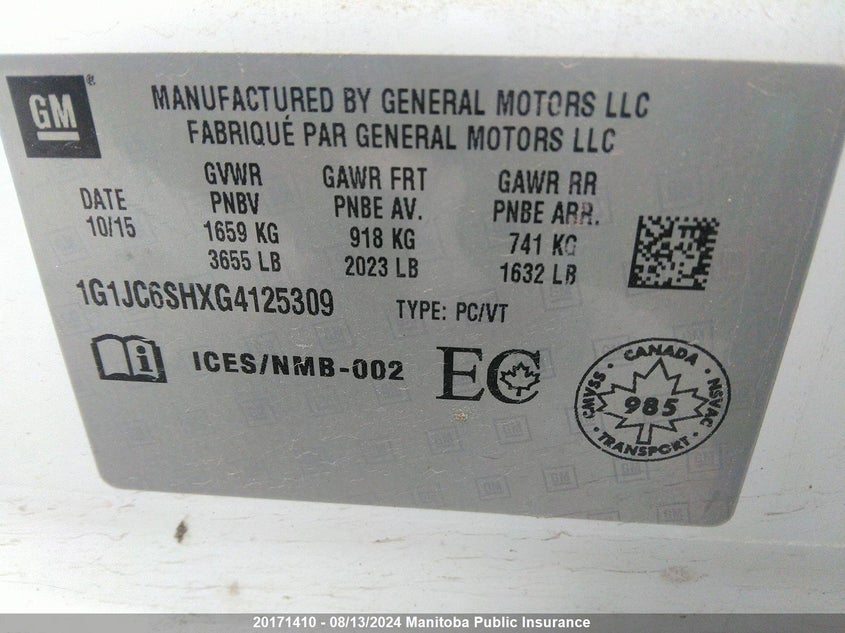 GM
MANUFACTURED BY GENERAL MOTORS LLC
FABRIQUÉ PAR GENERAL MOTORS LLC
DATE
10/15
GVWR
PNBV
1659 KG
3655 LB
GAWR FRT
PNBE AV.
918 KG
2023 LB
GAWR RR
PNBE ARR.
741 KG
1632 LB
1G1JC6SHXG4125309
TYPE: PC/VT
i ICES/NMB-002
EC
CANADA
CMVSS · NSVAC
985
TRANSPORT
20171410 - 08/13/2024 Manitoba Public Insurance